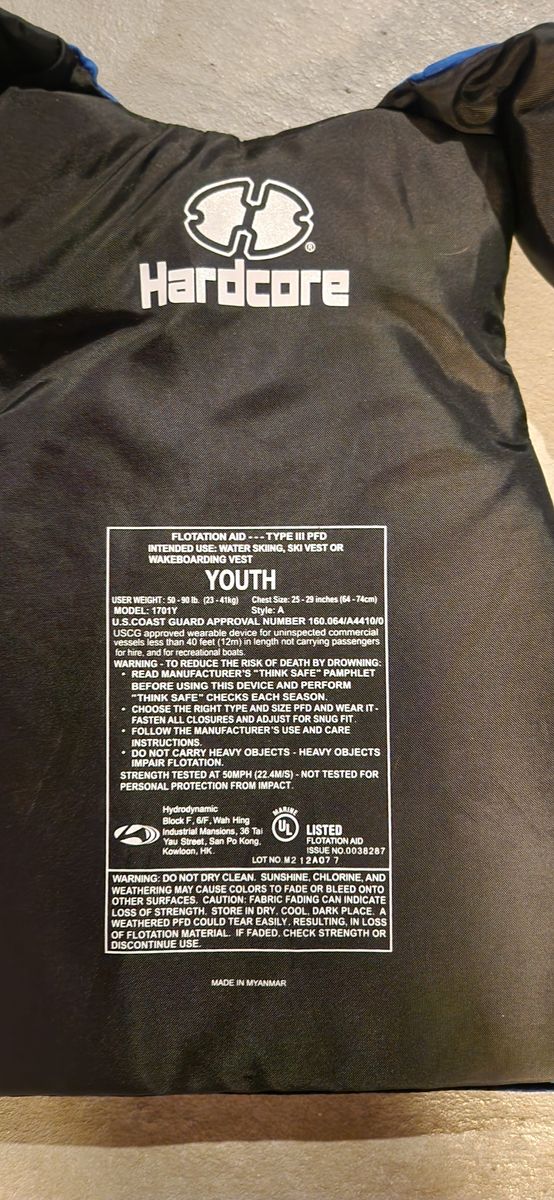 ®
Hardcore
FLOTATION AID ---TYPE III PFD
INTENDED USE: WATER SKIING, SKI VEST OR
WAKEBOARDING VEST
YOUTH
USER WEIGHT: 50 - 90 lb. (23 - 41kg) Chest Size: 25 - 29 inches (64 - 74cm)
MODEL: 1701Y Style: A
U.S.COAST GUARD APPROVAL NUMBER 160.064/A4410/0
USCG approved wearable device for uninspected commercial
vessels less than 40 feet (12m) in length not carrying passengers
for hire, and for recreational boats.
WARNING - TO REDUCE THE RISK OF DEATH BY DROWNING:
• READ MANUFACTURER'S "THINK SAFE" PAMPHLET
BEFORE USING THIS DEVICE AND PERFORM
"THINK SAFE" CHECKS EACH SEASON.
• CHOOSE THE RIGHT TYPE AND SIZE PFD AND WEAR IT-
FASTEN ALL CLOSURES AND ADJUST FOR SNUG FIT.
• FOLLOW THE MANUFACTURER'S USE AND CARE
INSTRUCTIONS.
• DO NOT CARRY HEAVY OBJECTS - HEAVY OBJECTS
IMPAIR FLOTATION.
STRENGTH TESTED AT 50MPH (22.4M/S) - NOT TESTED FOR
PERSONAL PROTECTION FROM IMPACT.
Hydrodynamic
Block F, 6/F, Wah Hing
Industrial Mansions, 36 Tai
Yau Street, San Po Kong,
Kowloon, HK.
MARINE
UL
LISTED
FLOTATION AID
ISSUE NO.0038287
LOT NO. M2 12A07 7
WARNING: DO NOT DRY CLEAN. SUNSHINE, CHLORINE, AND
WEATHERING MAY CAUSE COLORS TO FADE OR BLEED ONTO
OTHER SURFACES. CAUTION: FABRIC FADING CAN INDICATE
LOSS OF STRENGTH. STORE IN DRY, COOL, DARK PLACE. A
WEATHERED PFD COULD TEAR EASILY, RESULTING, IN LOSS
OF FLOTATION MATERIAL. IF FADED, CHECK STRENGTH OR
DISCONTINUE USE.
MADE IN MYANMAR